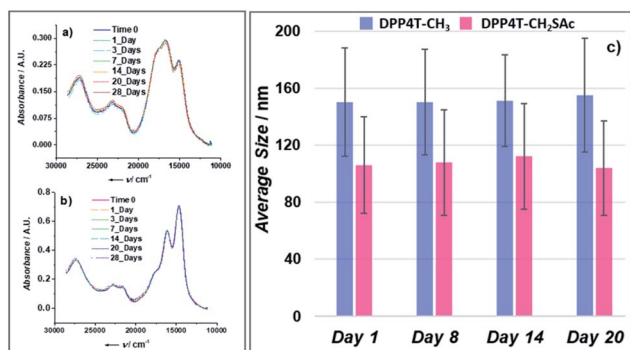 a)
Time 0
1_Day
3_Days
7_Days
14_Days
20_Days
28_Days
Absorbance / A.U.
0.300
0.225
0.150
0.075
0.000
30000 25000 20000 15000 10000
ν/ cm⁻¹
b)
Time 0
1_Day
3_Days
7_Days
14_Days
20_Days
28_Days
Absorbance / A.U.
0.8
0.6
0.4
0.2
0.0
30000 25000 20000 15000 10000
ν/ cm⁻¹
DPP4T-CH₃ DPP4T-CH₂SAc
c)
Average Size / nm
200
160
120
80
40
0
Day 1 Day 8 Day 14 Day 20